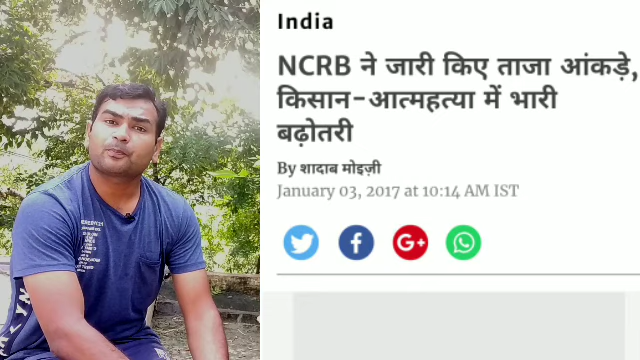 India
NCRB ने जारी किए ताजा आंकड़े,
किसान-आत्महत्या में भारी
बढ़ोतरी
By शादाब मोइज़ी
January 03, 2017 at 10:14 AM IST